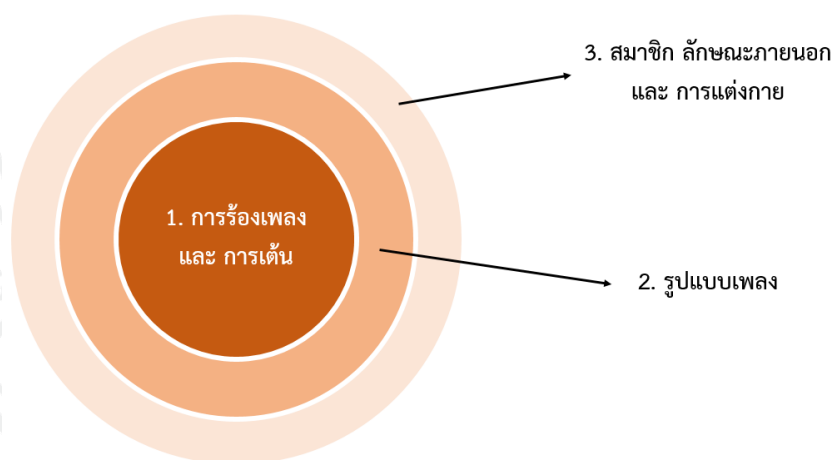 3. สมาชิก ลักษณะภายนอก
และ การแต่งกาย
1. การร้องเพลง
และ การเต้น
2. รูปแบบเพลง